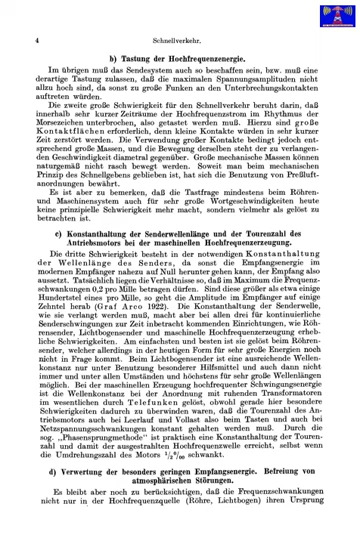 4 Schnellverkehr.
b) Tastung der Hochfrequenzenergie.
Im übrigen muß das Sendesystem auch so beschaffen sein, bzw. muß eine
derartige Tastung zulassen, daß die maximalen Spannungsamplituden nicht
allzu hoch sind, da sonst zu große Funken an den Unterbrechungskontakten
auftreten würden.
Die zweite große Schwierigkeit für den Schnellverkehr beruht darin, daß
innerhalb sehr kurzer Zeiträume der Hochfrequenzstrom im Rhythmus der
Morsezeichen unterbrochen, also getastet werden muß. Hierzu sind große
Kontaktflächen erforderlich, denn kleine Kontakte würden in sehr kurzer
Zeit zerstört werden. Die Verwendung großer Kontakte bedingt jedoch ent-
sprechend große Massen, und die Bewegung derselben steht der zu verlangen-
den Geschwindigkeit diametral gegenüber. Große mechanische Massen können
naturgemäß nicht rasch bewegt werden. Soweit man beim mechanischen
Prinzip des Schnellgebens geblieben ist, hat sich die Benutzung von Preßluft-
anordnungen bewährt.
Es ist aber zu bemerken, daß die Tastfrage mindestens beim Röhren-
und Maschinensystem auch für sehr große Wortgeschwindigkeiten heute
keine prinzipielle Schwierigkeit mehr macht, sondern vielmehr als gelöst zu
betrachten ist.
c) Konstanthaltung der Senderwellenlänge und der Tourenzahl des
Antriebsmotors bei der maschinellen Hochfrequenzerzeugung.
Die dritte Schwierigkeit besteht in der notwendigen Konstanthaltung
der Wellenlänge des Senders, da sonst die Empfangsenergie im
modernen Empfänger nahezu auf Null herunter gehen kann, der Empfang also
aussetzt. Tatsächlich liegen die Verhältnisse so, daß im Maximum die Frequenz-
schwankungen 0,2 pro Mille betragen dürfen. Sind diese größer als etwa einige
Hundertstel eines pro Mille, so geht die Amplitude im Empfänger auf einige
Zehntel herab (Graf Arco 1922). Die Konstanthaltung der Senderwelle,
wie sie verlangt werden muß, macht aber bei allen drei für kontinuierliche
Senderschwingungen zur Zeit inbetracht kommenden Einrichtungen, wie Röh-
rensender, Lichtbogensender und maschinelle Hochfrequenzerzeugung erheb-
liche Schwierigkeiten. Am einfachsten und besten ist sie gelöst beim Röhren-
sender, welcher allerdings in der heutigen Form für sehr große Energien noch
nicht in Frage kommt. Beim Lichtbogensender ist eine ausreichende Wellen-
konstanz nur unter Benutzung besonderer Hilfsmittel und auch dann nicht
immer und unter allen Umständen und höchstens für sehr große Wellenlängen
möglich. Bei der maschinellen Erzeugung hochfrequenter Schwingungsenergie
ist die Wellenkonstanz bei der Anordnung mit ruhenden Transformatoren
im wesentlichen durch Telefunken gelöst, obwohl gerade hier besondere
Schwierigkeiten dadurch zu überwinden waren, daß die Tourenzahl des An-
triebsmotors auch bei Leerlauf und Vollast also beim Tasten und auch bei
Netzspannungsschwankungen konstant gehalten werden muß. Durch die
sog. „Phasensprungmethode“ ist praktisch eine Konstanthaltung der Touren-
zahl und damit der ausgestrahlten Hochfrequenzwelle erreicht, selbst wenn
die Umdrehungszahl des Motors ½ ⁰/₀₀ schwankt.
d) Verwertung der besonders geringen Empfangsenergie. Befreiung von
atmosphärischen Störungen.
Es bleibt aber noch zu berücksichtigen, daß die Frequenzschwankungen
nicht nur in der Hochfrequenzquelle (Röhre, Lichtbogen) ihren Ursprung